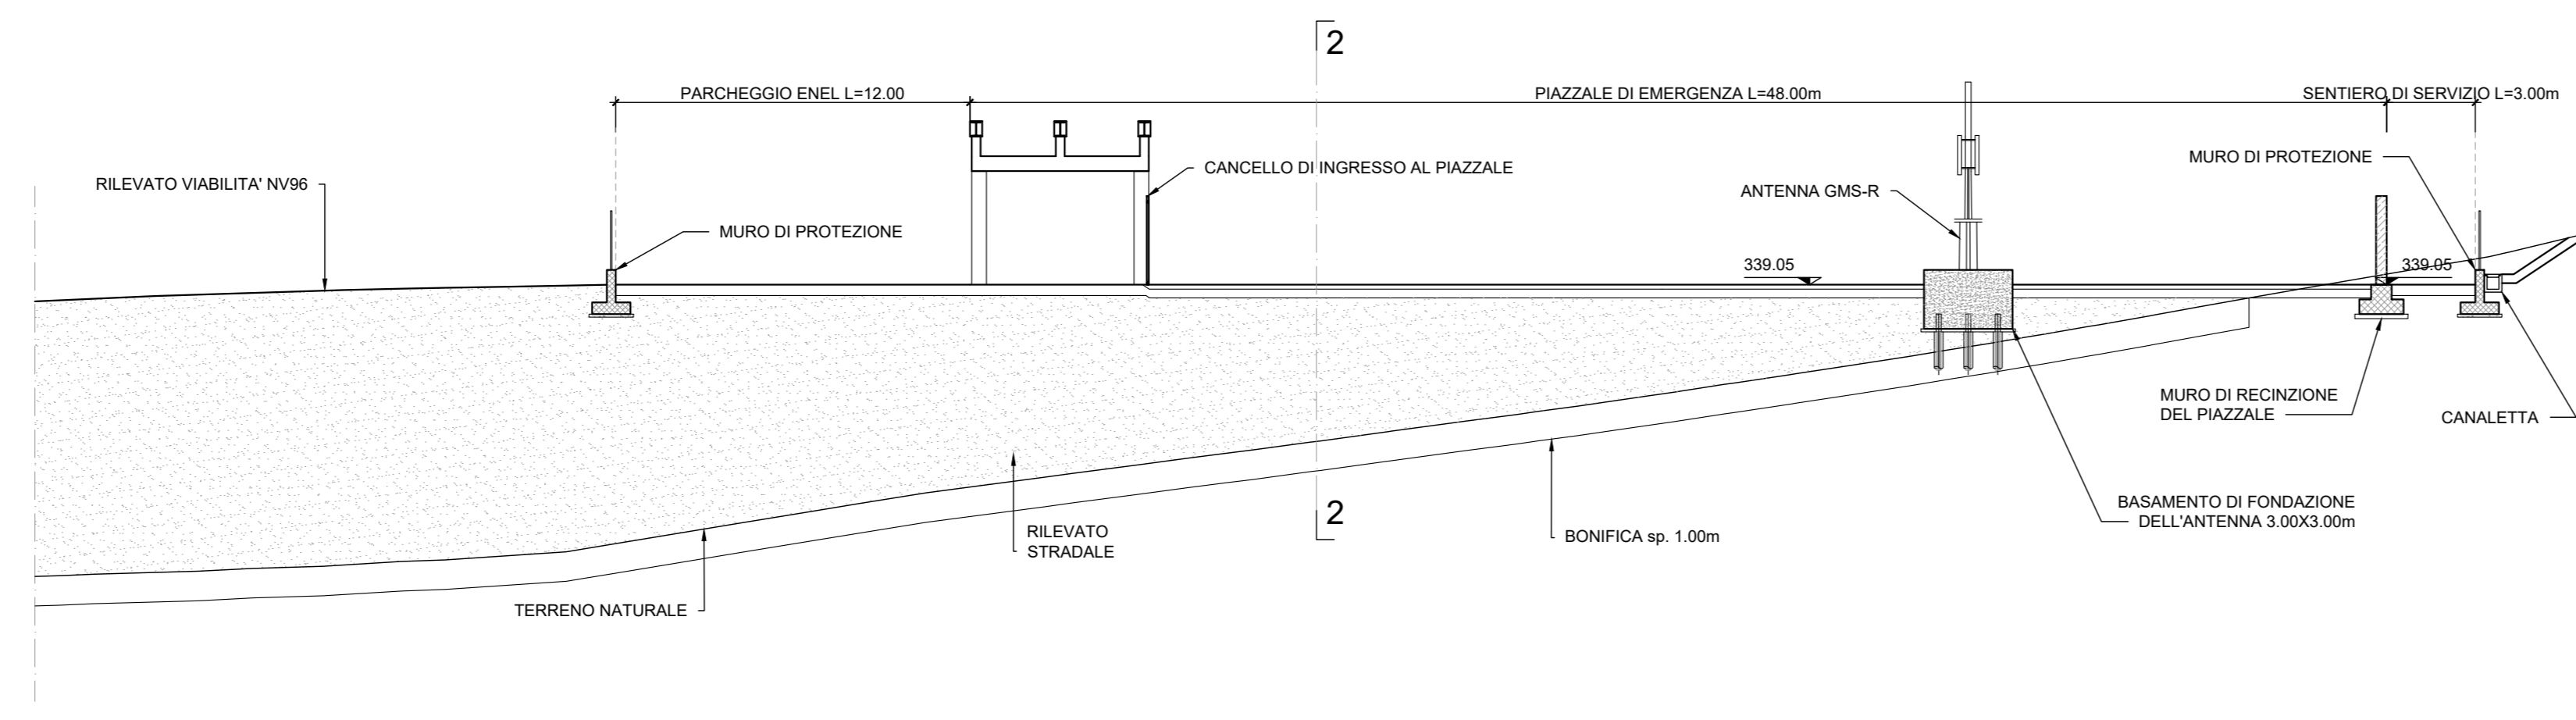 2
PARCHEGGIO ENEL L=12.00
PIAZZALE DI EMERGENZA L=48.00m
SENTIERO DI SERVIZIO L=3.00m
MURO DI PROTEZIONE
CANCELLO DI INGRESSO AL PIAZZALE
RILEVATO VIABILITA' NV96
ANTENNA GMS-R
MURO DI PROTEZIONE
339.05
339.05
MURO DI RECINZIONE
DEL PIAZZALE
CANALETTA
2
BASAMENTO DI FONDAZIONE
DELL'ANTENNA 3.00X3.00m
RILEVATO
STRADALE
BONIFICA sp. 1.00m
TERRENO NATURALE